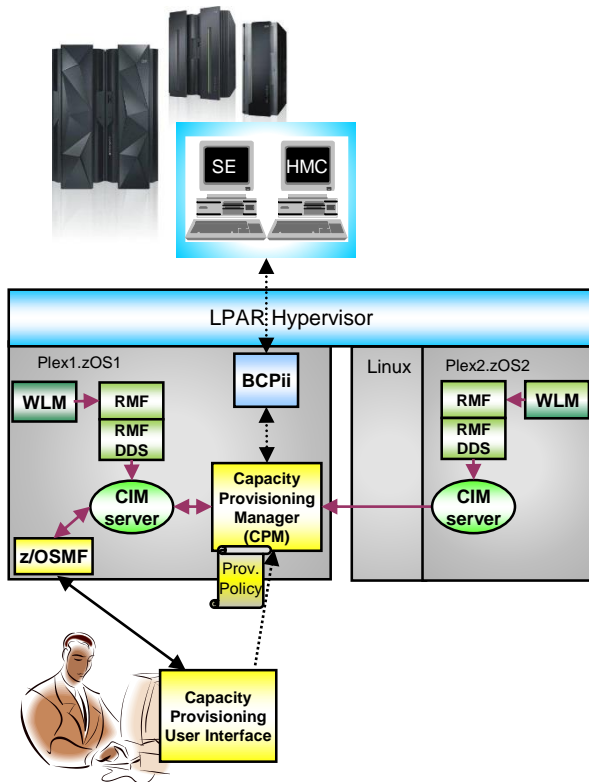 SE
HMC
LPAR Hypervisor
Plex1.zOS1
Linux
Plex2.zOS2
BCPii
WLM
RMF
RMF
WLM
RMF
DDS
RMF
DDS
Capacity
Provisioning
Manager
(CPM)
CIM
server
CIM
server
z/OSMF
Prov.
Policy
Capacity
Provisioning
User Interface